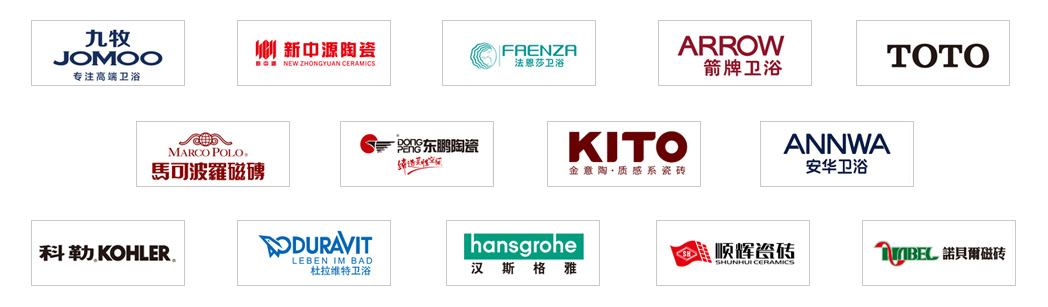 九牧
JOMOO
专注高端卫浴
新中源
新中源陶瓷
NEW ZHONGYUAN CERAMICS
FAENZA
法恩莎卫浴
ARROW
箭牌卫浴
TOTO
MARCO POLO®
馬可波羅磁磚
DONG PENG 东鹏陶瓷
KITO
金意陶·质感系瓷砖
ANNWA
安华卫浴
科勒®KOHLER®
DURAVIT
LEBEN IM BAD
杜拉维特卫浴
hansgrohe
汉斯格雅
顺辉瓷砖
SHUNHUI CERAMICS
NABEL 諾貝爾磁磚